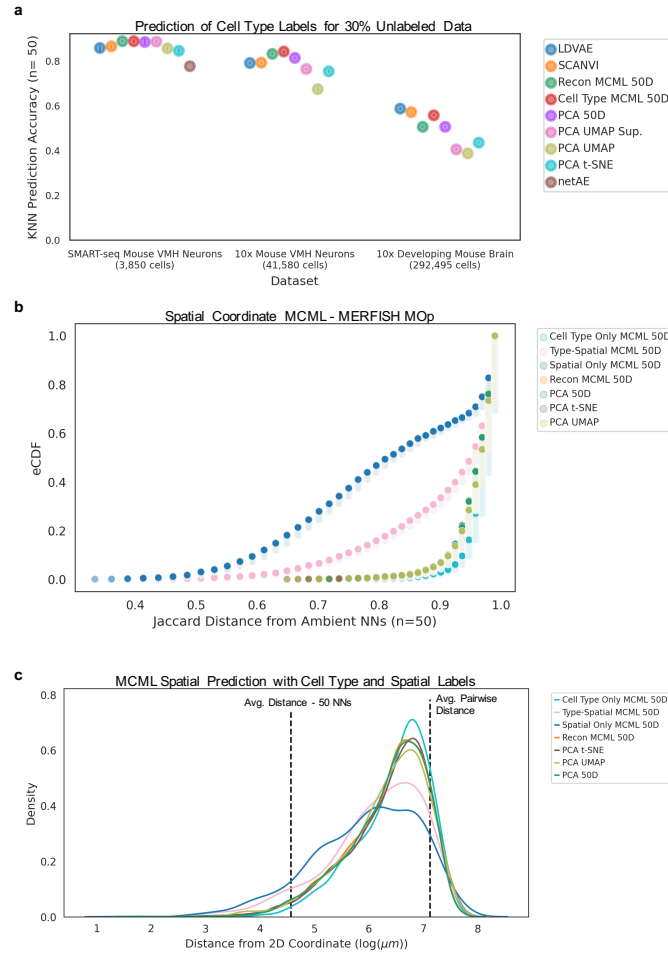 a
Prediction of Cell Type Labels for 30% Unlabeled Data
KNN Prediction Accuracy (n= 50)
0.8
0.6
0.4
0.2
0.0
SMART-seq Mouse VMH Neurons
(3,850 cells)
10x Mouse VMH Neurons
(41,580 cells)
10x Developing Mouse Brain
(292,495 cells)
Dataset
LDVAE
SCANVI
Recon MCML 50D
Cell Type MCML 50D
PCA 50D
PCA UMAP Sup.
PCA UMAP
PCA t-SNE
netAE
b
Spatial Coordinate MCML - MERFISH MOp
eCDF
1.0
0.8
0.6
0.4
0.2
0.0
0.4 0.5 0.6 0.7 0.8 0.9 1.0
Jaccard Distance from Ambient NNs (n=50)
Cell Type Only MCML 50D
Type-Spatial MCML 50D
Spatial Only MCML 50D
Recon MCML 50D
PCA 50D
PCA t-SNE
PCA UMAP
c
MCML Spatial Prediction with Cell Type and Spatial Labels
Avg. Distance - 50 NNs
Avg. Pairwise
Distance
Density
0.8
0.6
0.4
0.2
0.0
1 2 3 4 5 6 7 8
Distance from 2D Coordinate (log(μm))
Cell Type Only MCML 50D
Type-Spatial MCML 50D
Spatial Only MCML 50D
Recon MCML 50D
PCA t-SNE
PCA UMAP
PCA 50D